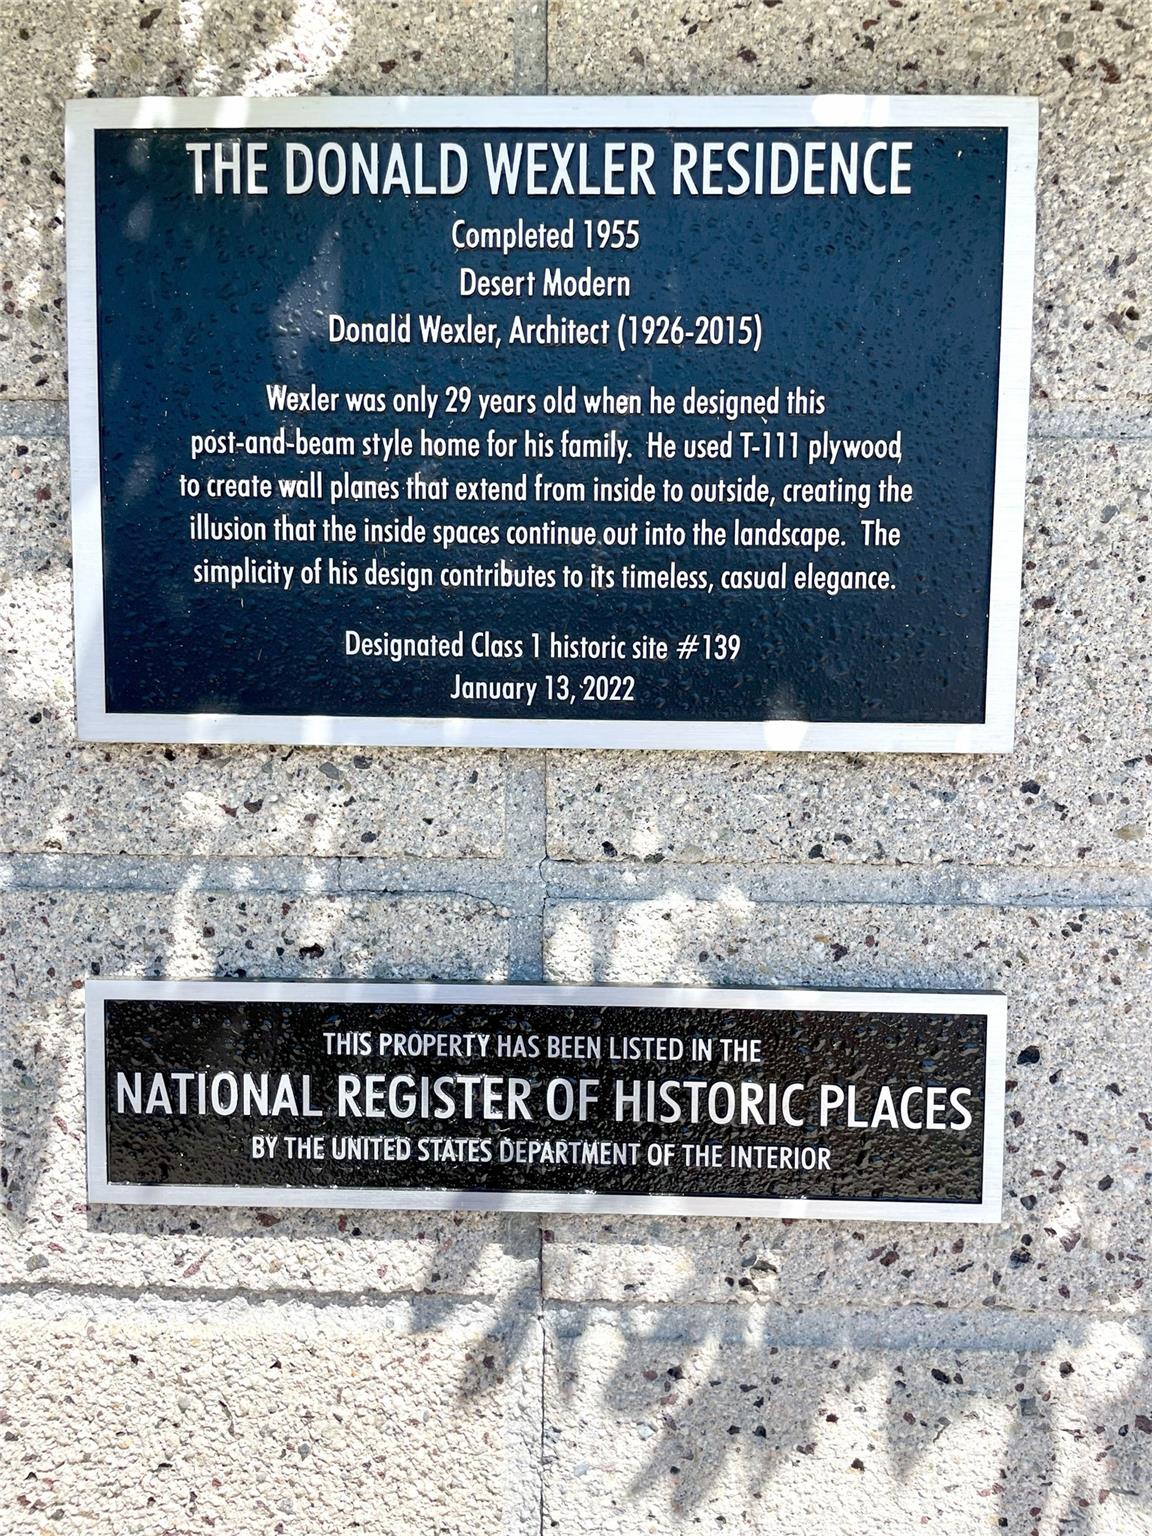 THE DONALD WEXLER RESIDENCE
Completed 1955
Desert Modern
Donald Wexler, Architect (1926-2015)
Wexler was only 29 years old when he designed this
post-and-beam style home for his family.  He used T-111 plywood
to create wall planes that extend from inside to outside, creating the
illusion that the inside spaces continue out into the landscape.  The
simplicity of his design contributes to its timeless, casual elegance.
Designated Class 1 historic site #139
January 13, 2022
THIS PROPERTY HAS BEEN LISTED IN THE
NATIONAL REGISTER OF HISTORIC PLACES
BY THE UNITED STATES DEPARTMENT OF THE INTERIOR